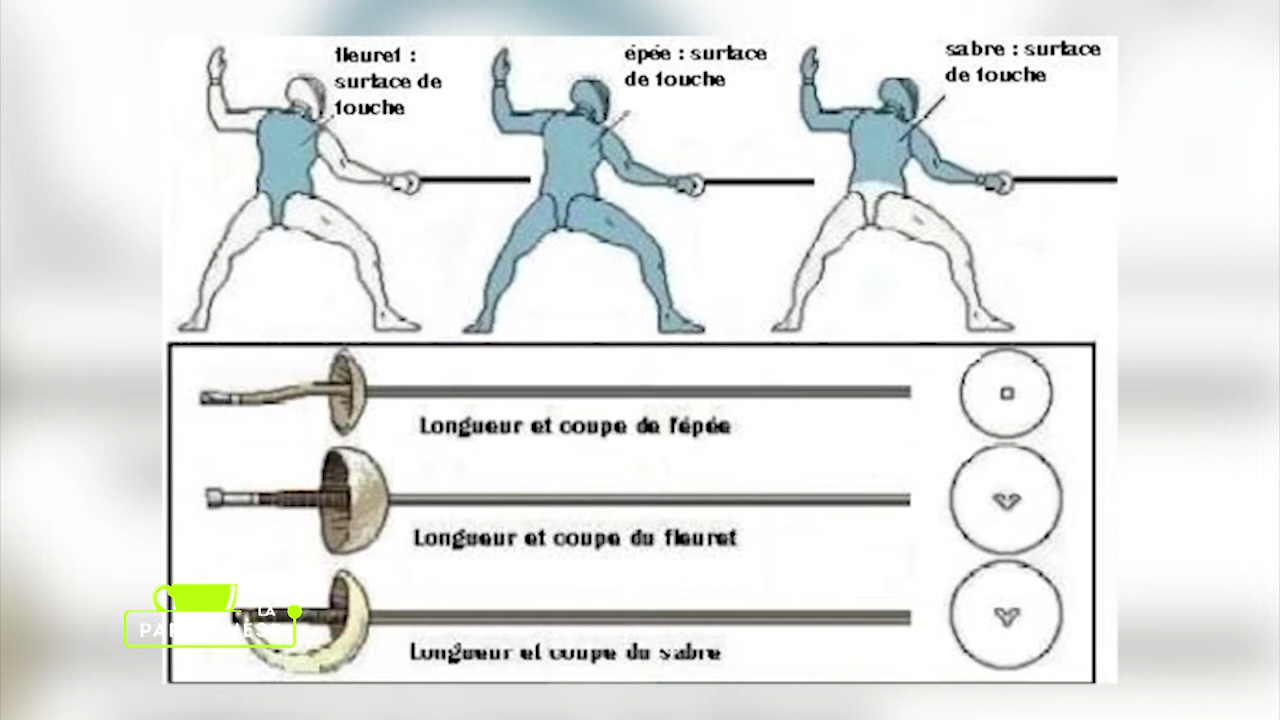 fleuret :
surface de
touche
épée : surface
de touche
sabre : surface
de touche
Longueur et coupe de l'épée
Longueur et coupe du fleuret
Longueur et coupe du sabre
LA